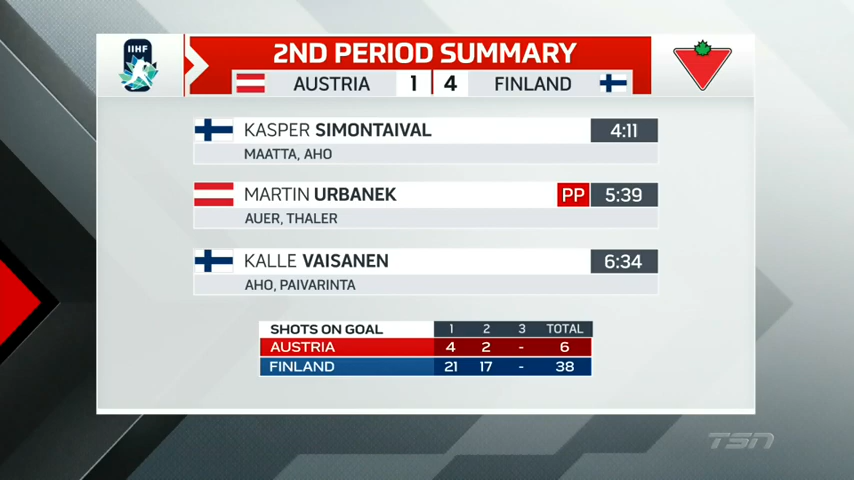 IIHF
2ND PERIOD SUMMARY
AUSTRIA 1 4 FINLAND
KASPER SIMONTAIVAL 4:11
MAATTA, AHO
MARTIN URBANEK PP 5:39
AUER, THALER
KALLE VAISANEN 6:34
AHO, PAIVARINTA
SHOTS ON GOAL 1 2 3 TOTAL
AUSTRIA 4 2 - 6
FINLAND 21 17 - 38
TSN